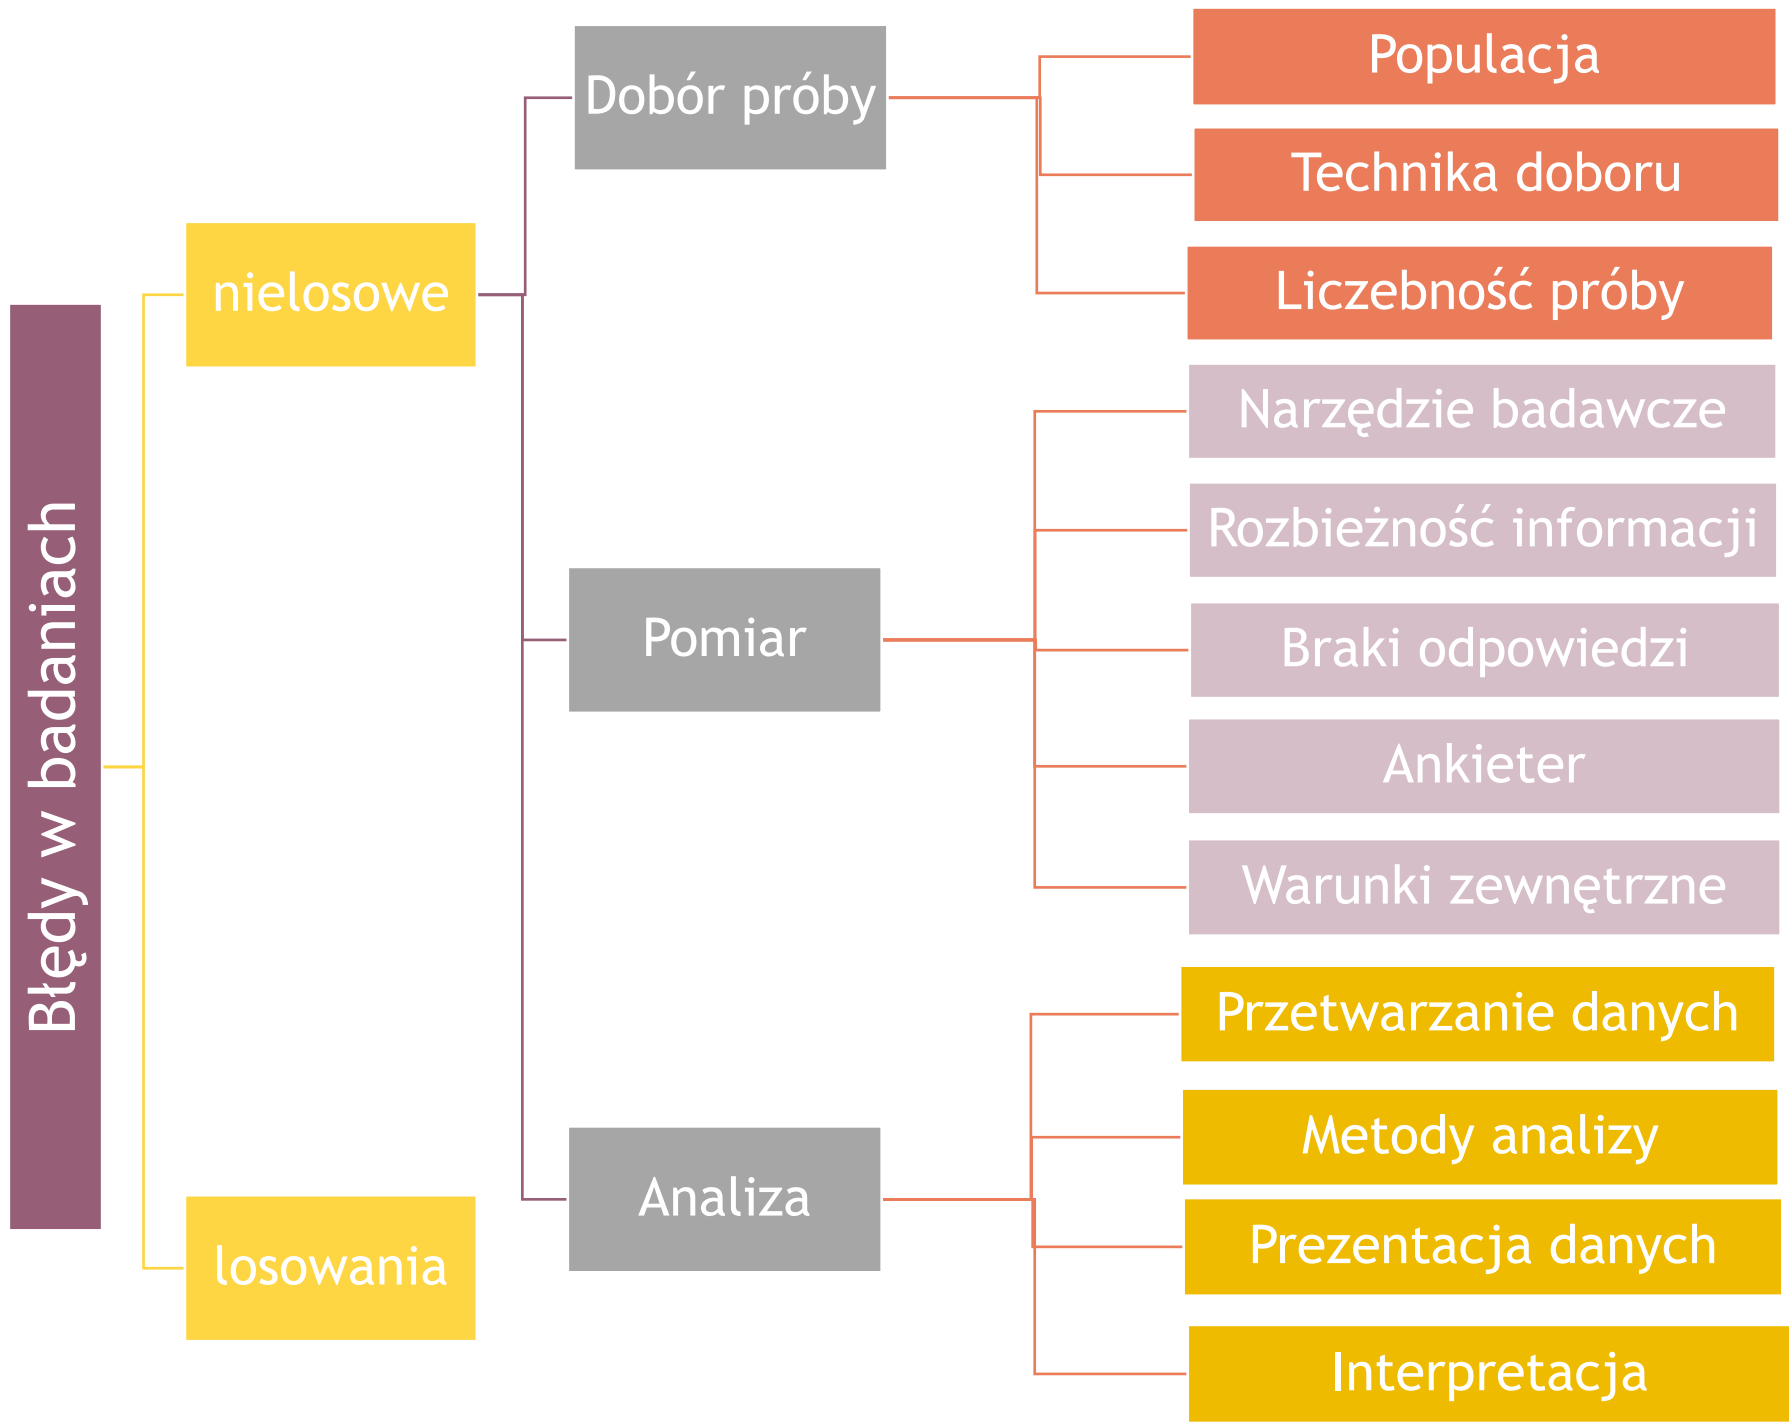 Błędy w badaniach
nielosowe
Dobór próby
Populacja
Technika doboru
Liczebność próby
Pomiar
Narzędzie badawcze
Rozbieżność informacji
Braki odpowiedzi
Ankieter
Warunki zewnętrzne
Analiza
Przetwarzanie danych
Metody analizy
Prezentacja danych
Interpretacja
losowania